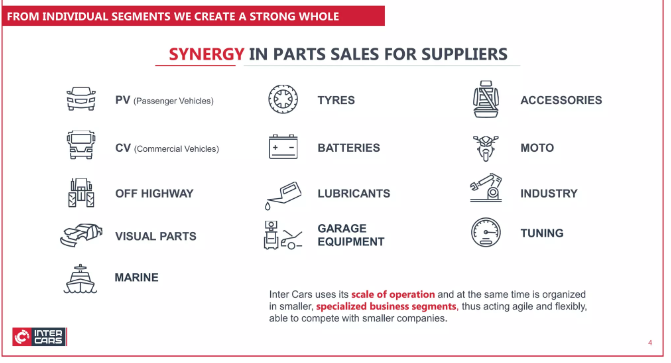 FROM INDIVIDUAL SEGMENTS WE CREATE A STRONG WHOLE
SYNERGY IN PARTS SALES FOR SUPPLIERS
PV (Passenger Vehicles)
CV (Commercial Vehicles)
OFF HIGHWAY
VISUAL PARTS
MARINE
TYRES
BATTERIES
LUBRICANTS
GARAGE
EQUIPMENT
ACCESSORIES
MOTO
INDUSTRY
TUNING
Inter Cars uses its scale of operation and at the same time is organized
in smaller, specialized business segments, thus acting agile and flexibly,
able to compete with smaller companies.
INTER
CARS
4